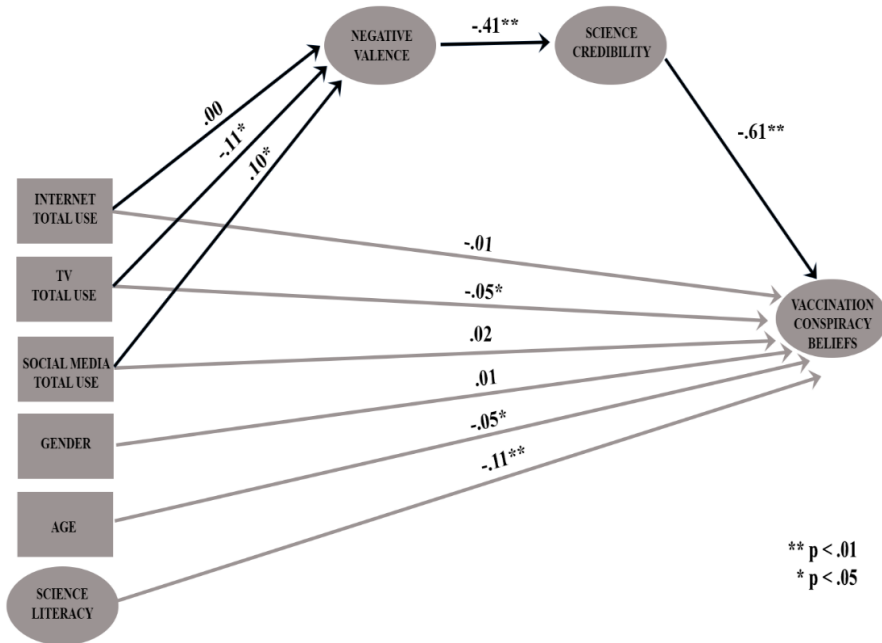 NEGATIVE
VALENCE
-.41**
SCIENCE
CREDIBILITY
.00
-.11*
.10*
-.61**
INTERNET
TOTAL USE
-.01
TV
TOTAL USE
-.05*
VACCINATION
CONSPIRACY
BELIEFS
SOCIAL MEDIA
TOTAL USE
.02
.01
GENDER
-.05*
-.11**
AGE
SCIENCE
LITERACY
** p < .01
* p < .05